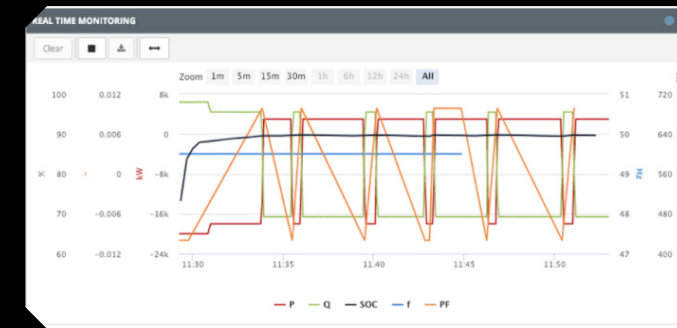 REAL TIME MONITORING
Clear
Zoom 1m 5m 15m 30m 1h 6h 12h 24h All
100 0.012 8k 51 720
90 0.006 0 50 640
% kW Hz
80 0 -8k 49 560
70 -0.006 -16k 48 480
60 -0.012 -24k 47 400
11:30 11:35 11:40 11:45 11:50
P Q SOC f PF